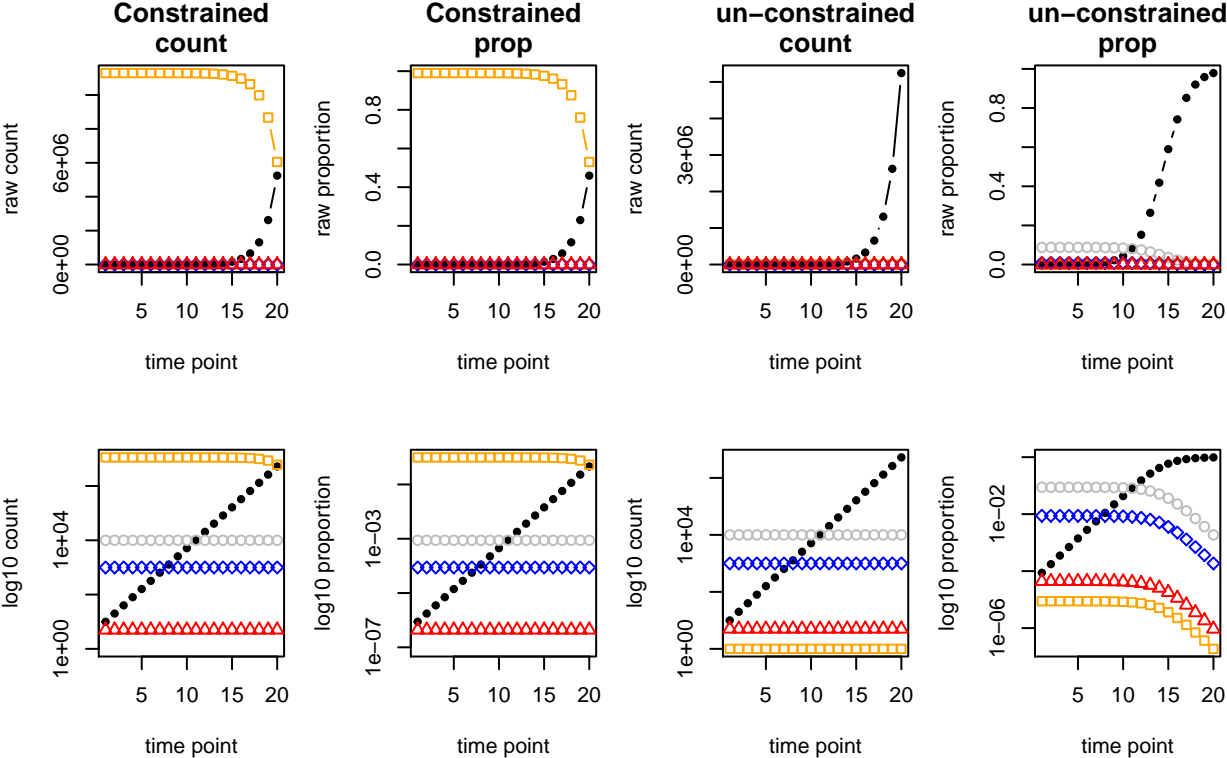 Constrained
count
raw count
0e+00
6e+06
5 10 15 20
time point
Constrained
prop
raw proportion
0.0
0.4
0.8
5 10 15 20
time point
un−constrained
count
raw count
0e+00
3e+06
5 10 15 20
time point
un−constrained
prop
raw proportion
0.0
0.4
0.8
5 10 15 20
time point
log10 count
1e+00
1e+04
5 10 15 20
time point
log10 proportion
1e−07
1e−03
5 10 15 20
time point
log10 count
1e+00
1e+04
5 10 15 20
time point
log10 proportion
1e−06
1e−02
5 10 15 20
time point